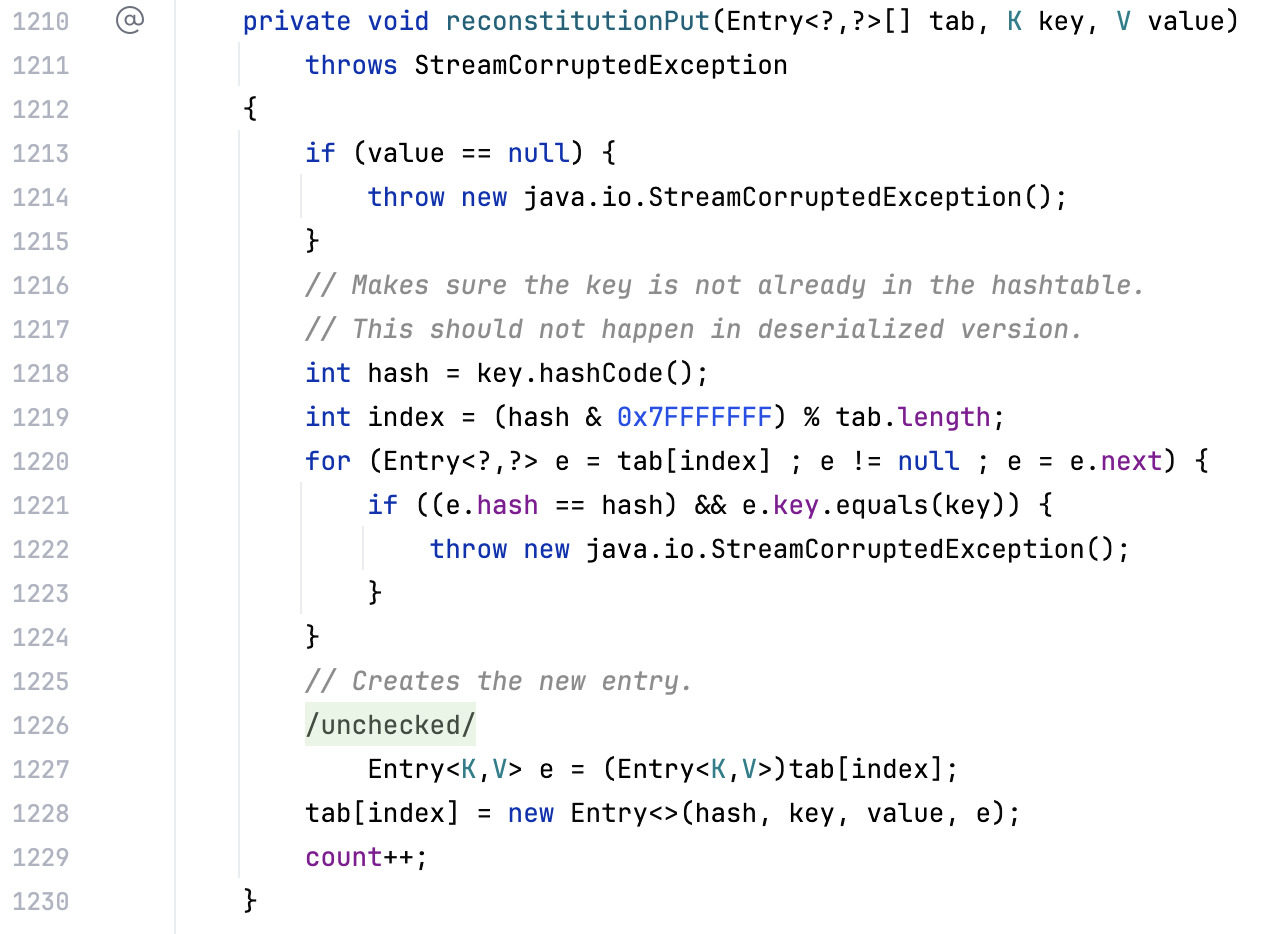 1210 @ private void reconstitutionPut(Entry<?,?>[] tab, K key, V value)
1211 throws StreamCorruptedException
1212 {
1213 if (value == null) {
1214 throw new java.io.StreamCorruptedException();
1215 }
1216 // Makes sure the key is not already in the hashtable.
1217 // This should not happen in deserialized version.
1218 int hash = key.hashCode();
1219 int index = (hash & 0x7FFFFFFF) % tab.length;
1220 for (Entry<?,?> e = tab[index] ; e != null ; e = e.next) {
1221 if ((e.hash == hash) && e.key.equals(key)) {
1222 throw new java.io.StreamCorruptedException();
1223 }
1224 }
1225 // Creates the new entry.
1226 /unchecked/
1227 Entry<K,V> e = (Entry<K,V>)tab[index];
1228 tab[index] = new Entry<>(hash, key, value, e);
1229 count++;
1230 }